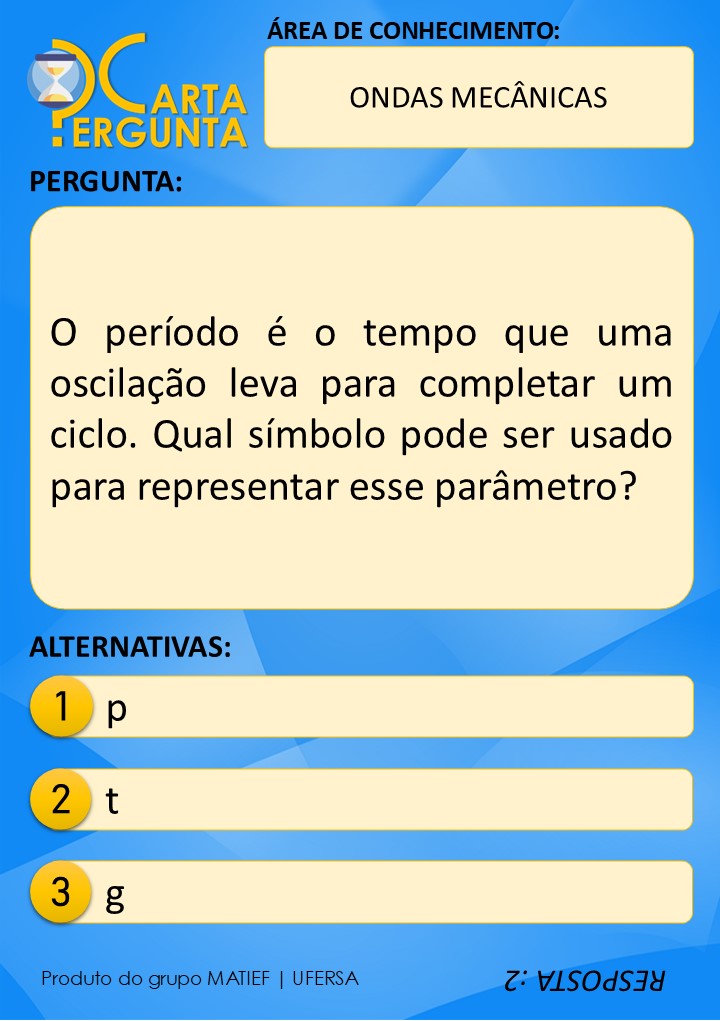 CARTA
PERGUNTA
ÁREA DE CONHECIMENTO:
ONDAS MECÂNICAS
PERGUNTA:
O período é o tempo que uma
oscilação leva para completar um
ciclo. Qual símbolo pode ser usado
para representar esse parâmetro?
ALTERNATIVAS:
1 p
2 t
3 g
Produto do grupo MATIEF | UFERSA
RESPOSTA :2